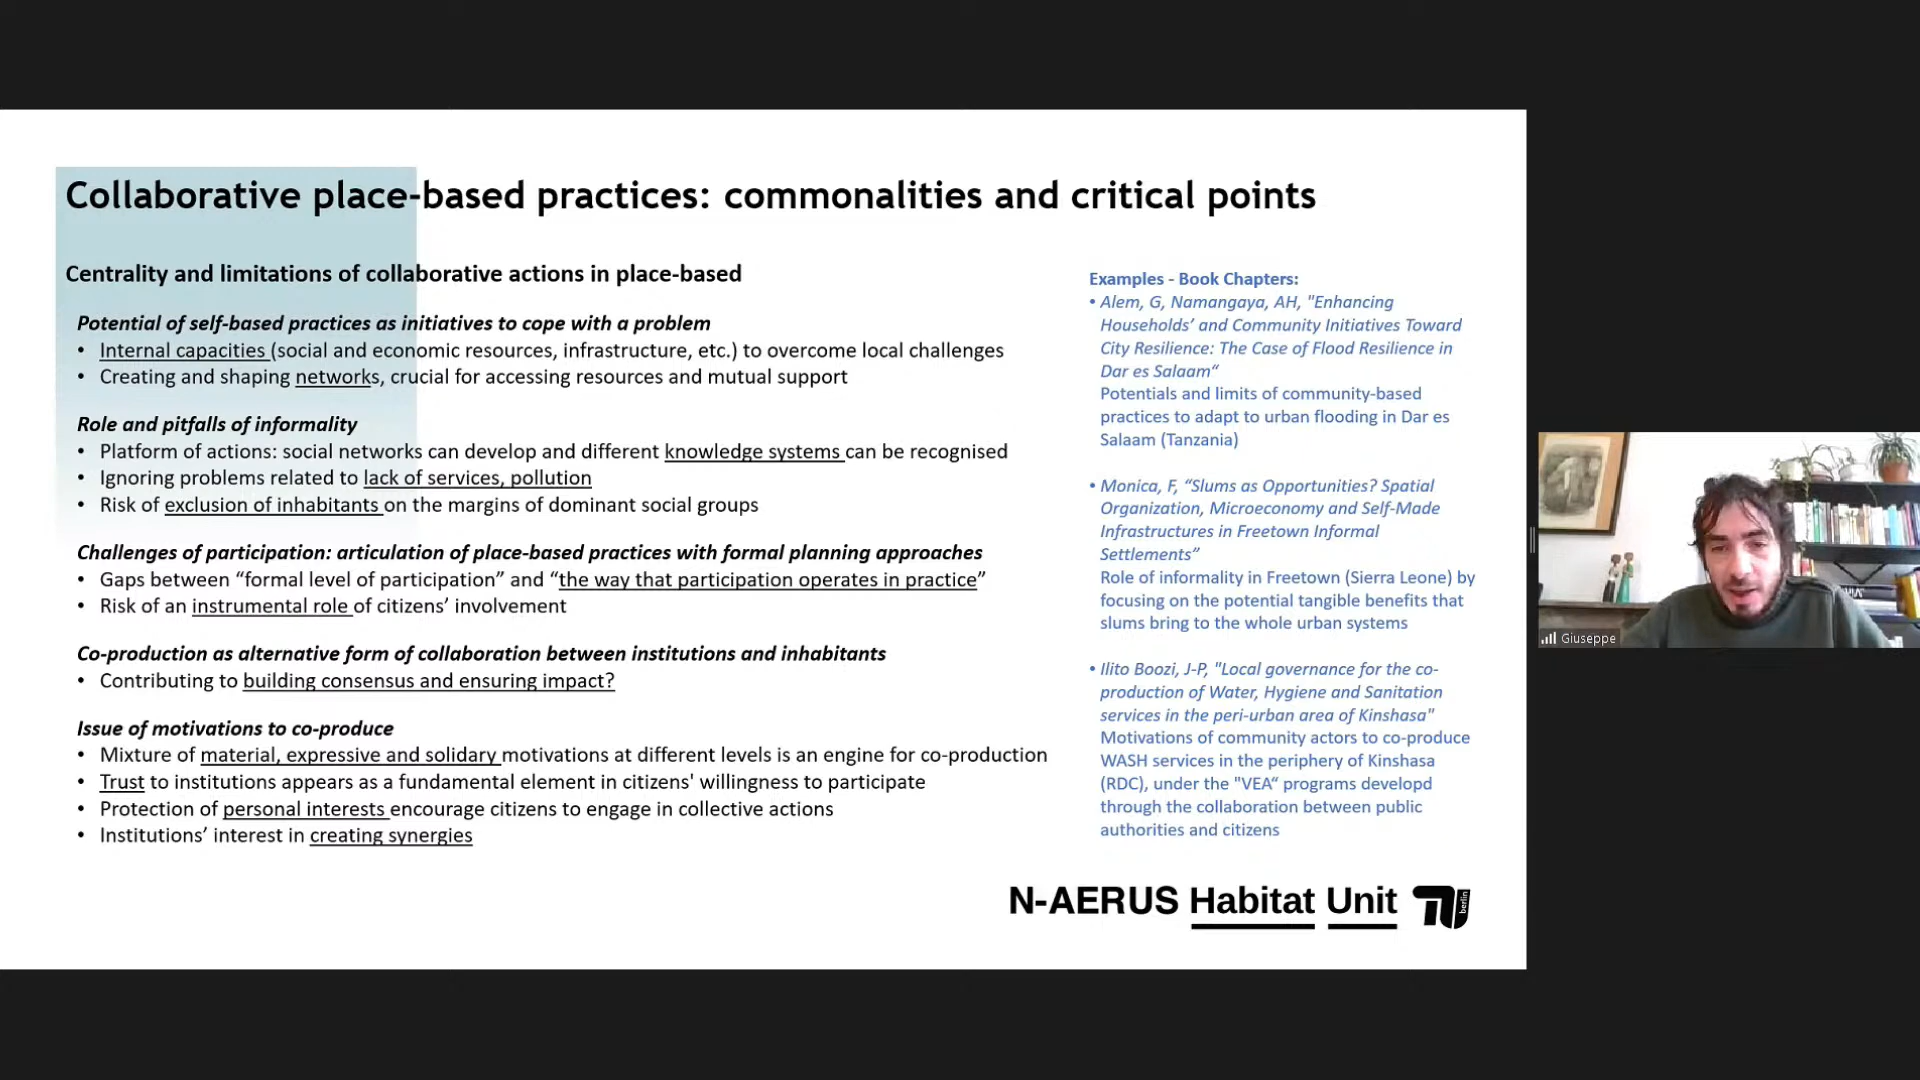 Collaborative place-based practices: commonalities and critical points
Centrality and limitations of collaborative actions in place-based
Potential of self-based practices as initiatives to cope with a problem
• Internal capacities (social and economic resources, infrastructure, etc.) to overcome local challenges
• Creating and shaping networks, crucial for accessing resources and mutual support
Role and pitfalls of informality
• Platform of actions: social networks can develop and different knowledge systems can be recognised
• Ignoring problems related to lack of services, pollution
• Risk of exclusion of inhabitants on the margins of dominant social groups
Challenges of participation: articulation of place-based practices with formal planning approaches
• Gaps between “formal level of participation” and “the way that participation operates in practice”
• Risk of an instrumental role of citizens’ involvement
Co-production as alternative form of collaboration between institutions and inhabitants
• Contributing to building consensus and ensuring impact?
Issue of motivations to co-produce
• Mixture of material, expressive and solidary motivations at different levels is an engine for co-production
• Trust to institutions appears as a fundamental element in citizens' willingness to participate
• Protection of personal interests encourage citizens to engage in collective actions
• Institutions’ interest in creating synergies
Examples - Book Chapters:
• Alem, G, Namangaya, AH, "Enhancing
Households’ and Community Initiatives Toward
City Resilience: The Case of Flood Resilience in
Dar es Salaam“
Potentials and limits of community-based
practices to adapt to urban flooding in Dar es
Salaam (Tanzania)
• Monica, F, “Slums as Opportunities? Spatial
Organization, Microeconomy and Self-Made
Infrastructures in Freetown Informal
Settlements”
Role of informality in Freetown (Sierra Leone) by
focusing on the potential tangible benefits that
slums bring to the whole urban systems
• Ilito Boozi, J-P, "Local governance for the co-
production of Water, Hygiene and Sanitation
services in the peri-urban area of Kinshasa"
Motivations of community actors to co-produce
WASH services in the periphery of Kinshasa
(RDC), under the "VEA“ programs developd
through the collaboration between public
authorities and citizens
N-AERUS Habitat Unit
berlin
Giuseppe